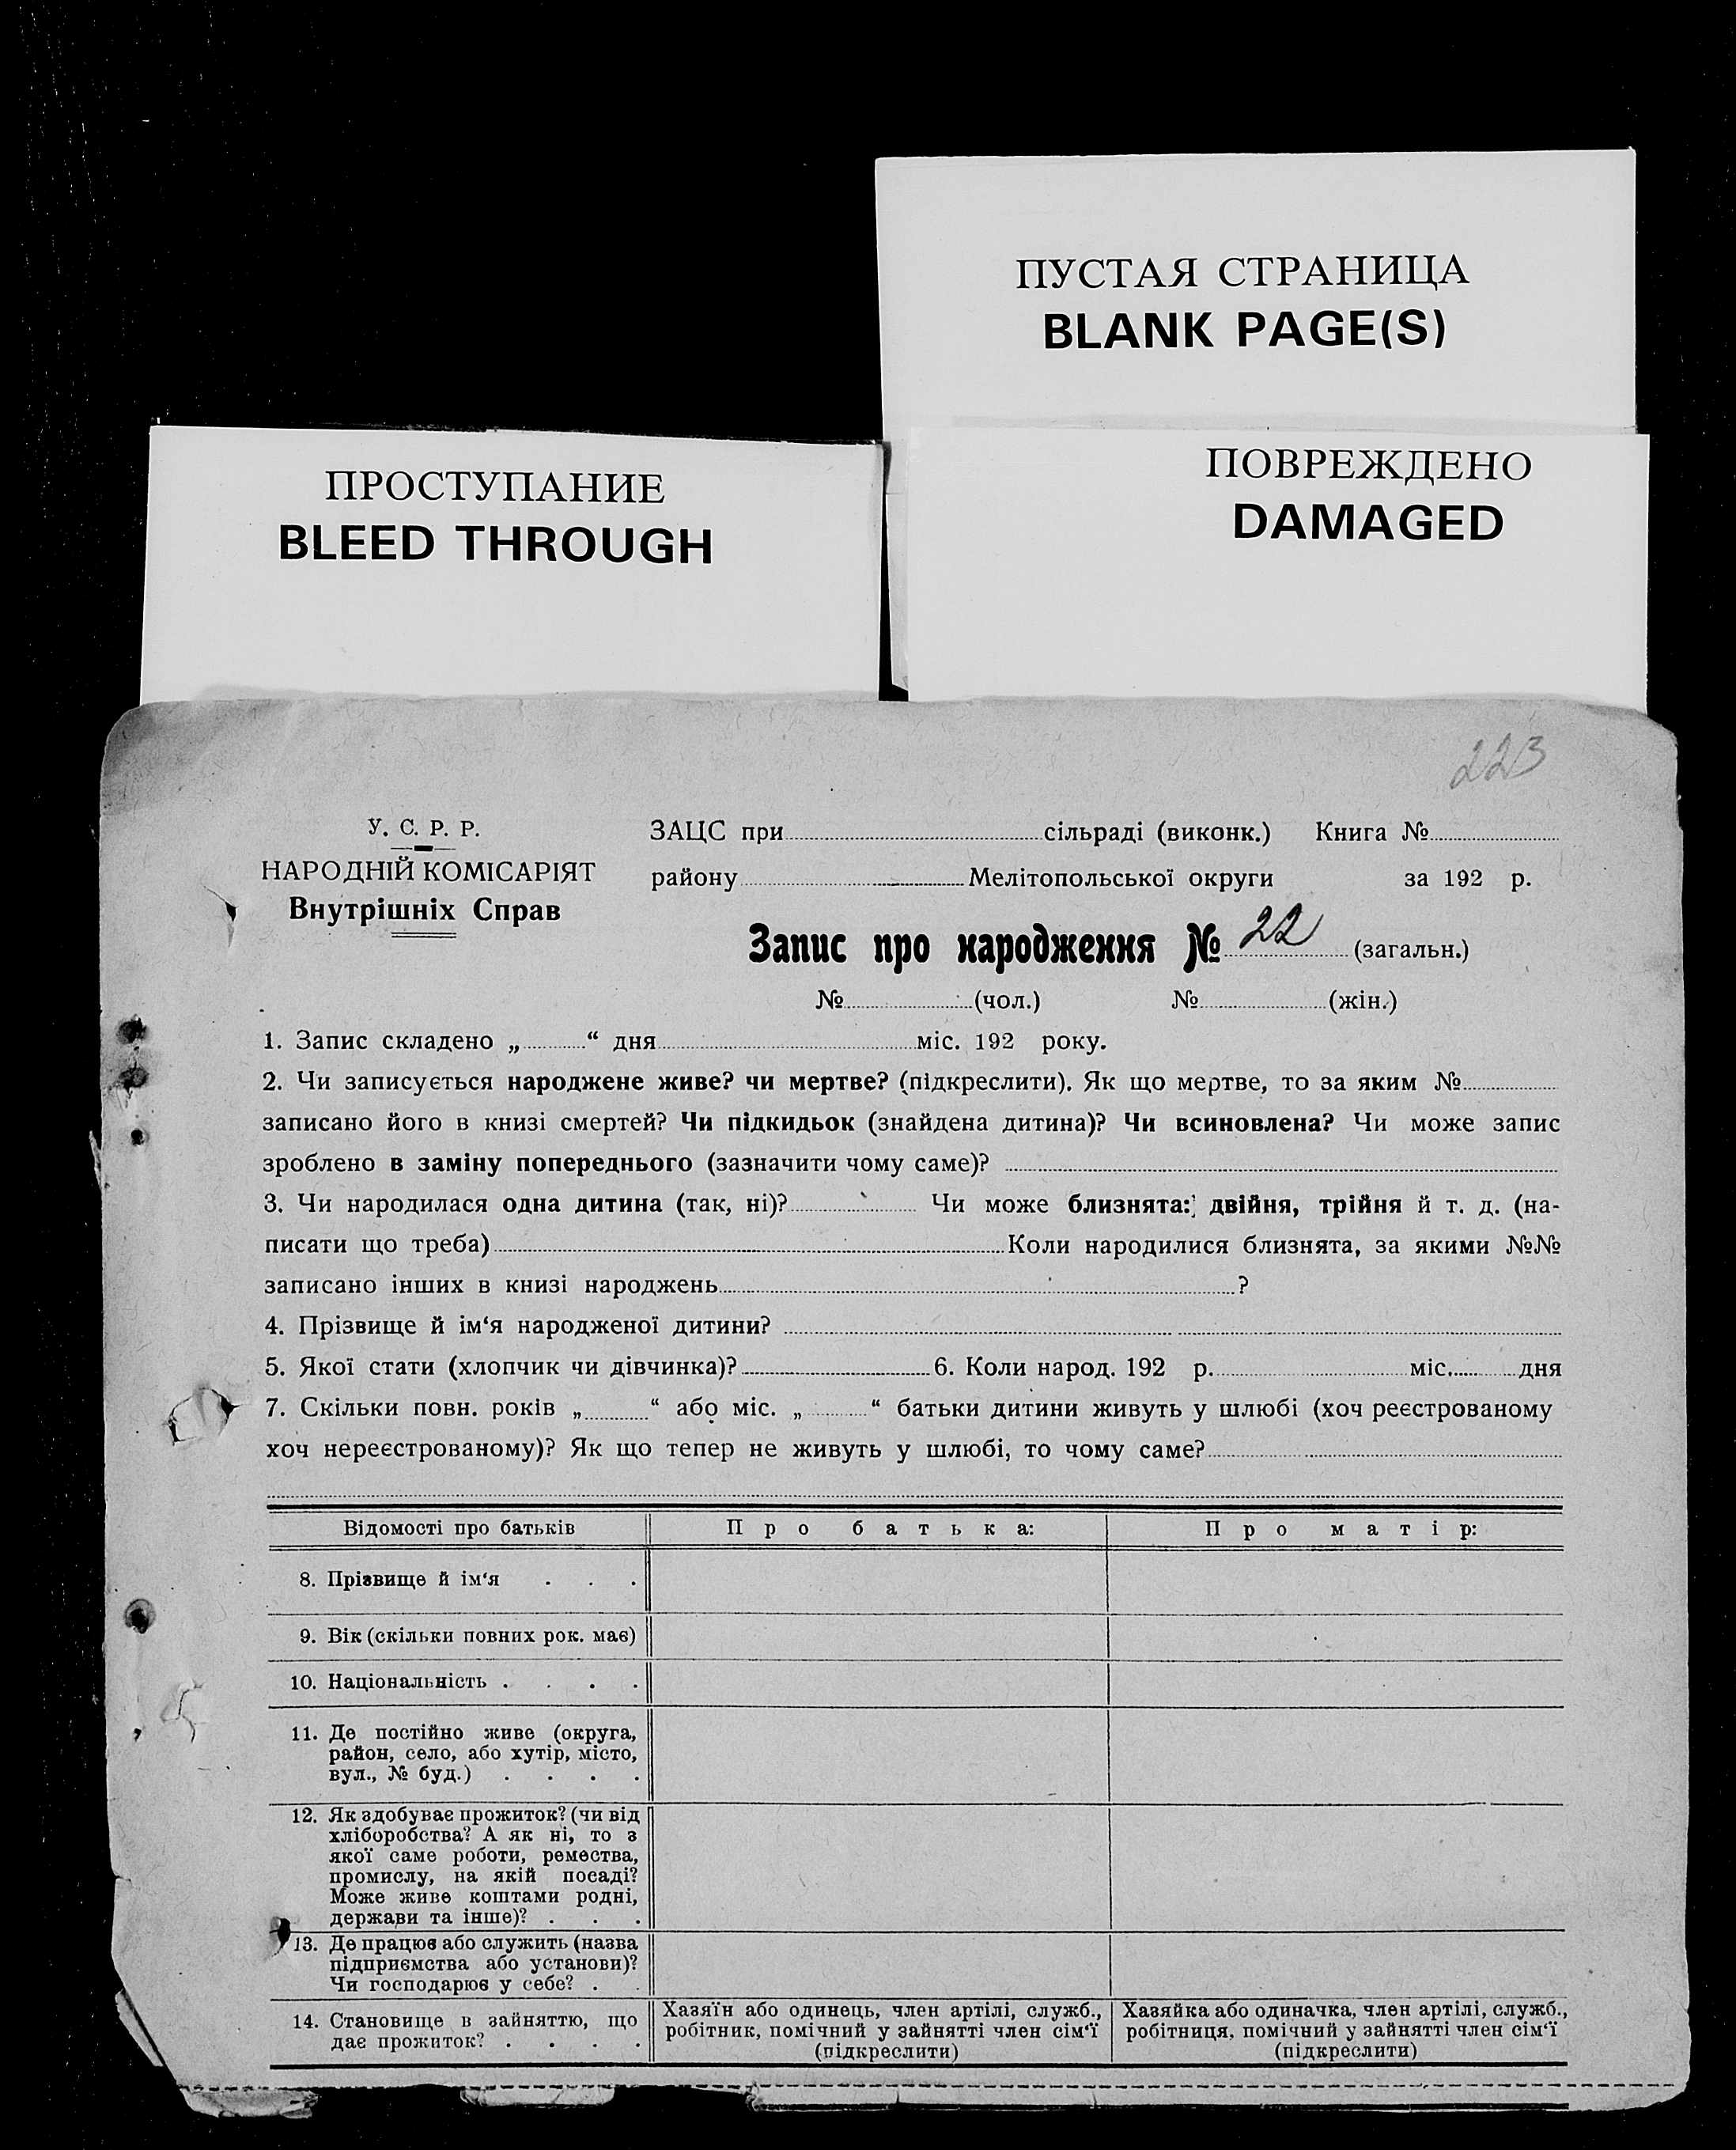 ПУСТАЯ СТРАНИЦА
BLANK PAGE(S)
ПРОСТУПАНИЕ
BLEED THROUGH
ПОВРЕЖДЕНО
DAMAGED
223
У. С. Р. Р.
НАРОДНІЙ КОМІСАРІЯТ
Внутрішніх Справ
ЗАЦС при сільраді (виконк.) Книга №
району Мелітопольської округи за 192 р.
Запис про народження № 22 (загальн.)
№ (чол.) № (жін.)
1. Запис складено „ “ дня міс. 192 року.
2. Чи записується народжене живе? чи мертве? (підкреслити). Як що мертве, то за яким №
записано його в книзі смертей? Чи підкидьок (знайдена дитина)? Чи всиновлена? Чи може запис
зроблено в заміну попереднього (зазначити чому саме)?
3. Чи народилася одна дитина (так, ні)? Чи може близнята: двійня, трійня й т. д. (на-
писати що треба) Коли народилися близнята, за якими №№
записано інших в книзі народжень ?
4. Прізвище й ім‘я народженої дитини?
5. Якої стати (хлопчик чи дівчинка)? 6. Коли народ. 192 р. міс. дня
7. Скільки повн. років „ “ або міс. „ “ батьки дитини живуть у шлюбі (хоч реєстрованому
хоч нереєстрованому)? Як що тепер не живуть у шлюбі, то чому саме?
Відомості про батьків Про батька: Про матір:
8. Прізвище й ім‘я . . .
9. Вік (скільки повних рок. має)
10. Національність . . . .
11. Де постійно живе (округа,
район, село, або хутір, місто,
вул., № буд.) . . . .
12. Як здобуває прожиток? (чи від
хліборобства? А як ні, то з
якої саме роботи, ремества,
промислу, на якій посаді?
Може живе коштами родні,
держави та інше)? . . .
13. Де працює або служить (назва
підприємства або установи)?
Чи господарює у себе? . .
14. Становище в зайняттю, що
дає прожиток? . . . .
Хазяїн або одинець, член артілі, служб.,
робітник, помічний у зайнятті член сім‘ї
(підкреслити)
Хазяйка або одиначка, член артілі, служб.,
робітниця, помічний у зайнятті член сім‘ї
(підкреслити)